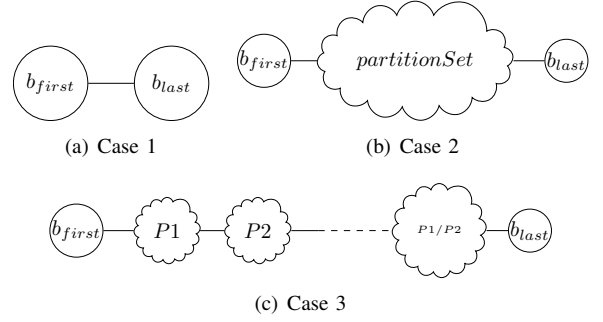 b_first b_last
(a) Case 1
b_first partitionSet b_last
(b) Case 2
b_first P1 P2 P1/P2 b_last
(c) Case 3